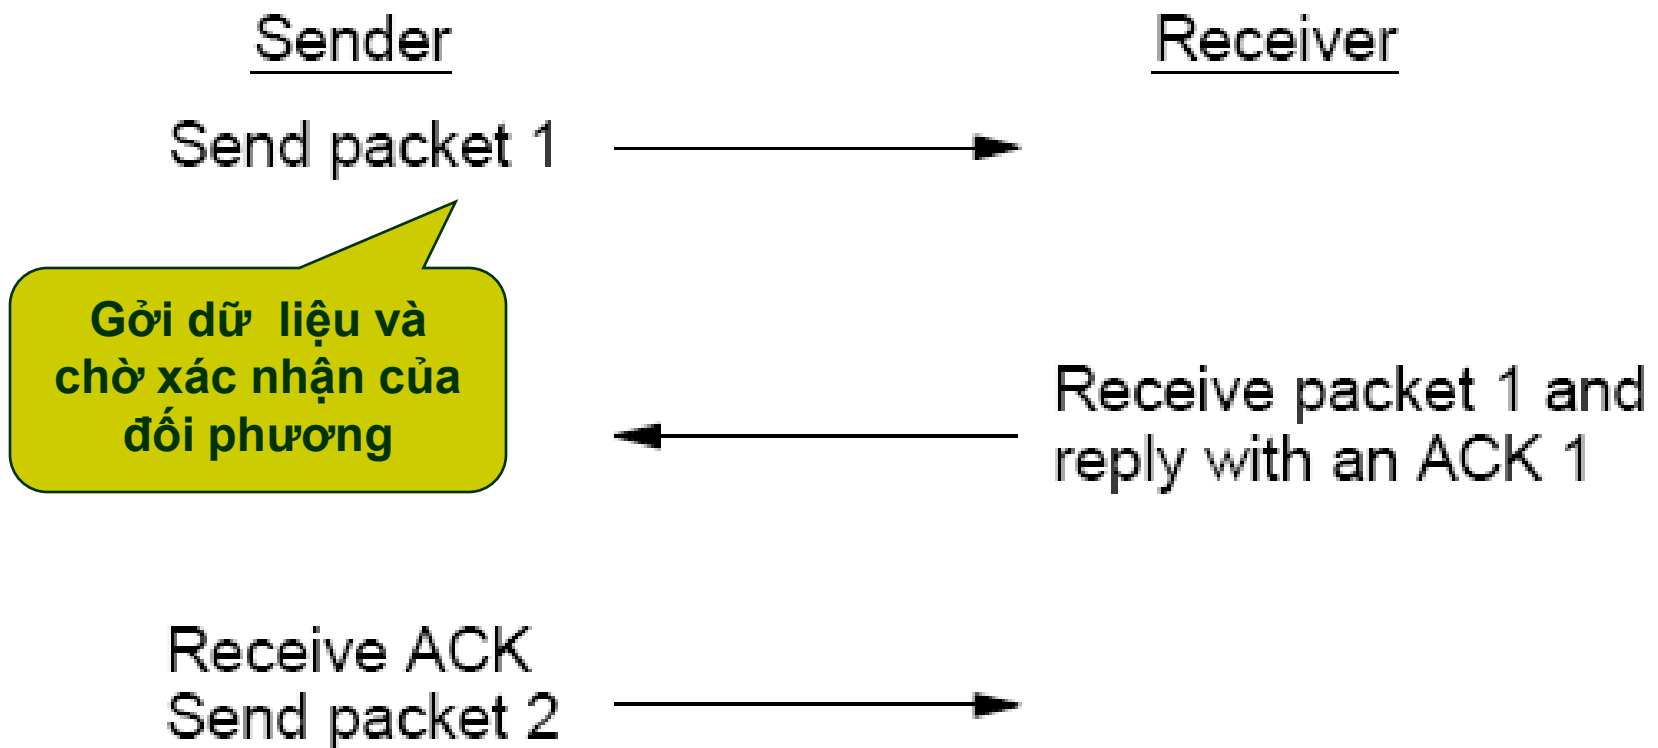 Sender
Receiver
Send packet 1
Gởi dữ liệu và
chờ xác nhận của
đối phương
Receive packet 1 and
reply with an ACK 1
Receive ACK
Send packet 2